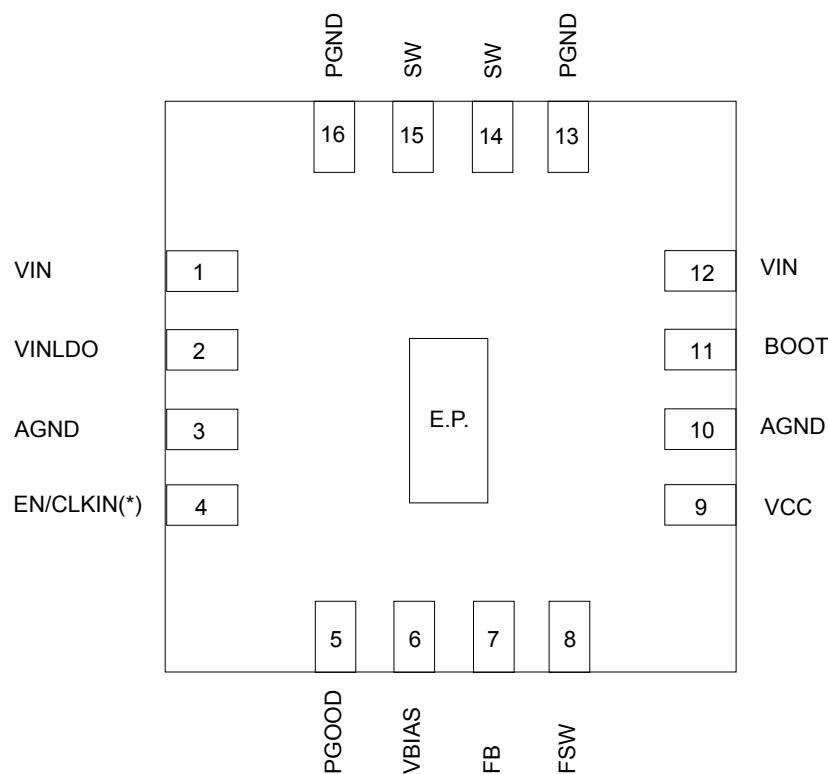 PGND
SW
SW
PGND
16
15
14
13
VIN
1
12
VIN
VINLDO
2
11
BOOT
AGND
3
E.P.
10
AGND
EN/CLKIN(*)
4
9
VCC
5
6
7
8
PGOOD
VBIAS
FB
FSW